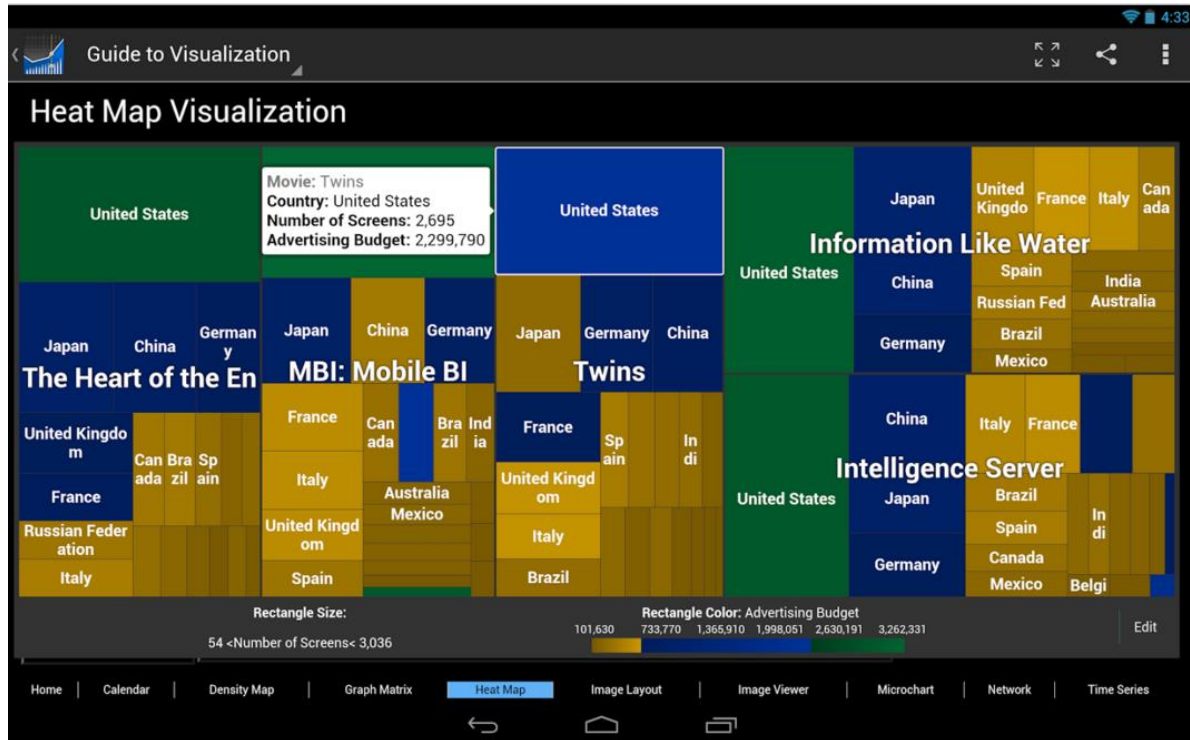 4:33
Guide to Visualization
Heat Map Visualization
United States
Japan
China
German
y
The Heart of the En
United Kingdo
m
France
Russian Feder
ation
Italy
Can
ada
Bra
zil
Sp
ain
Movie: Twins
Country: United States
Number of Screens: 2,695
Advertising Budget: 2,299,790
Japan
China
Germany
MBI: Mobile BI
France
Italy
United Kingd
om
Spain
Can
ada
Bra
zil
Ind
ia
Australia
Mexico
United States
Japan
Germany
China
Twins
France
United Kingd
om
Italy
Brazil
Sp
ain
In
di
United States
Japan
China
Germany
United
Kingdo
France
Italy
Can
ada
Information Like Water
Spain
Russian Fed
Brazil
Mexico
India
Australia
United States
China
Japan
Germany
Italy
France
Intelligence Server
Brazil
Spain
Canada
Mexico
In
di
Belgi
Rectangle Size:
54 <Number of Screens< 3,036
Rectangle Color: Advertising Budget
101,630 733,770 1,365,910 1,998,051 2,630,191 3,262,331
Edit
Home | Calendar | Density Map | Graph Matrix Heat Map Image Layout | Image Viewer | Microchart | Network | Time Series